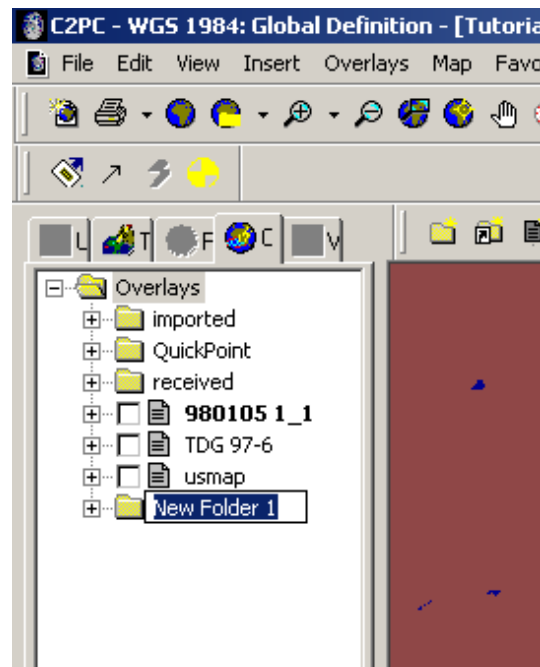 C2PC - WGS 1984: Global Definition - [Tutoria
File Edit View Insert Overlays Map Favo
L T F C V
Overlays
imported
QuickPoint
received
980105 1_1
TDG 97-6
usmap
New Folder 1